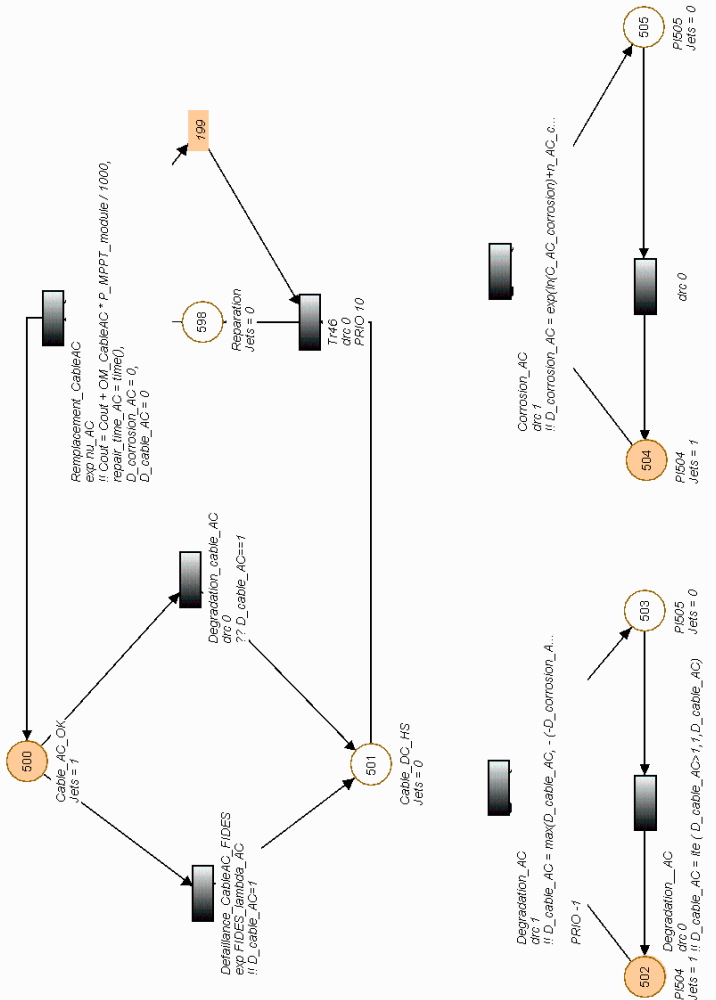 500
Cable_AC_OK
Jets = 1
Remplacement_CableAC
exp nu_AC
!! Cout = Cout + OM_CableAC * P_MPPT_module / 1000,
repair_time_AC = time(),
D_corrosion_AC = 0,
D_cable_AC = 0
199
598
Reparation
Jets = 0
Tr46
drc 0
PRIO 10
Degradation_cable_AC
drc 0
?? D_cable_AC==1
Defaillance_CableAC_FIDES
exp FIDES_lambda_AC
!! D_cable_AC=1
501
Cable_DC_HS
Jets = 0
Degradation_AC
drc 1
!! D_cable_AC = max(D_cable_AC, - (-D_corrosion_A...
PRIO -1
503
PI505
Jets = 0
502
PI504
Jets = 1
Degradation__AC
drc 0
!! D_cable_AC = ite ( D_cable_AC>1,1,D_cable_AC)
Corrosion_AC
drc 1
!! D_corrosion_AC = exp(ln(C_AC_corrosion)+n_AC_c...
505
PI505
Jets = 0
504
PI504
Jets = 1
drc 0